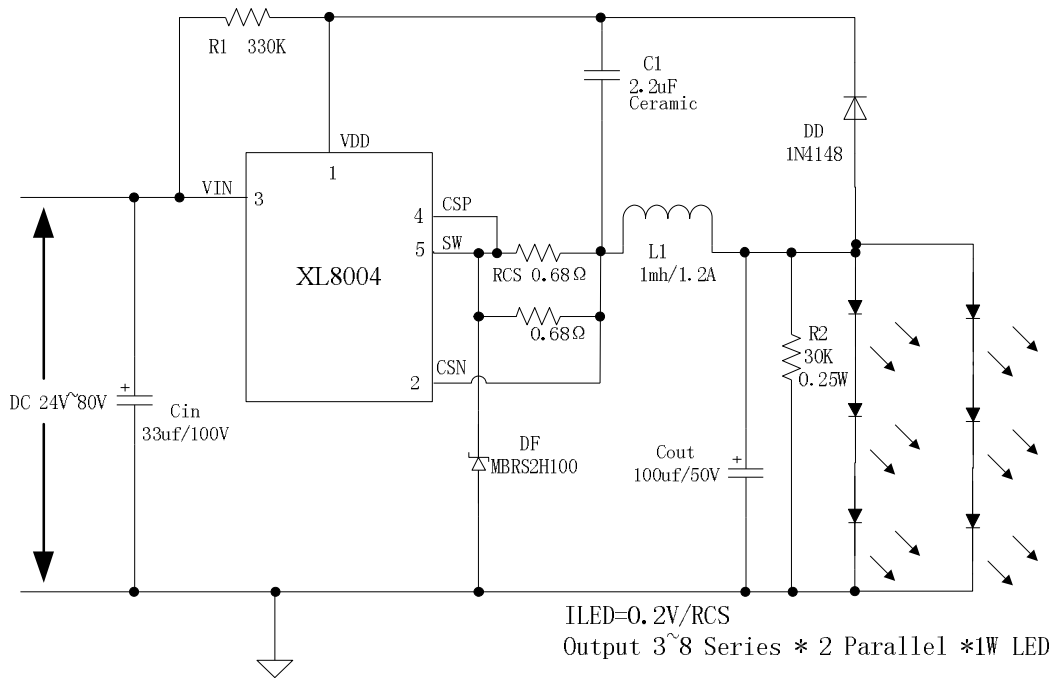 R1 330K
C1
2.2uF
Ceramic
DD
1N4148
VDD
1
VIN
3
CSP
4
SW
5
XL8004
RCS 0.68Ω
0.68Ω
L1
1mh/1.2A
CSN
2
R2
30K
0.25W
DC 24V~80V
Cin
33uf/100V
+
DF
MBRS2H100
Cout
100uf/50V
+
ILED=0.2V/RCS
Output 3~8 Series * 2 Parallel *1W LED